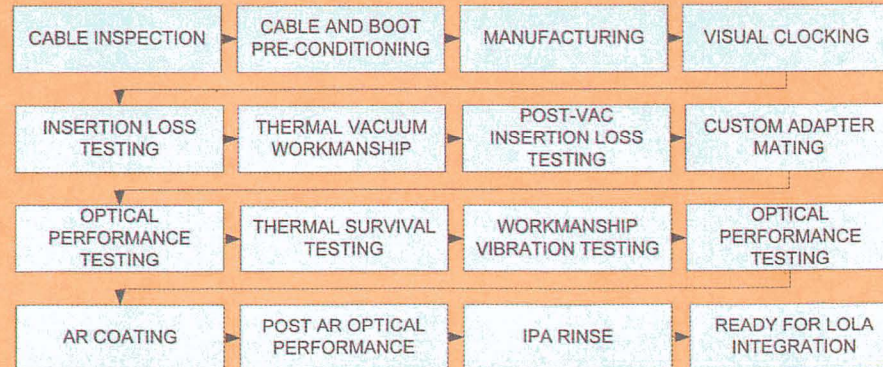 CABLE INSPECTION
CABLE AND BOOT
PRE-CONDITIONING
MANUFACTURING
VISUAL CLOCKING
INSERTION LOSS
TESTING
THERMAL VACUUM
WORKMANSHIP
POST-VAC
INSERTION LOSS
TESTING
CUSTOM ADAPTER
MATING
OPTICAL
PERFORMANCE
TESTING
THERMAL SURVIVAL
TESTING
WORKMANSHIP
VIBRATION TESTING
OPTICAL
PERFORMANCE
TESTING
AR COATING
POST AR OPTICAL
PERFORMANCE
IPA RINSE
READY FOR LOLA
INTEGRATION